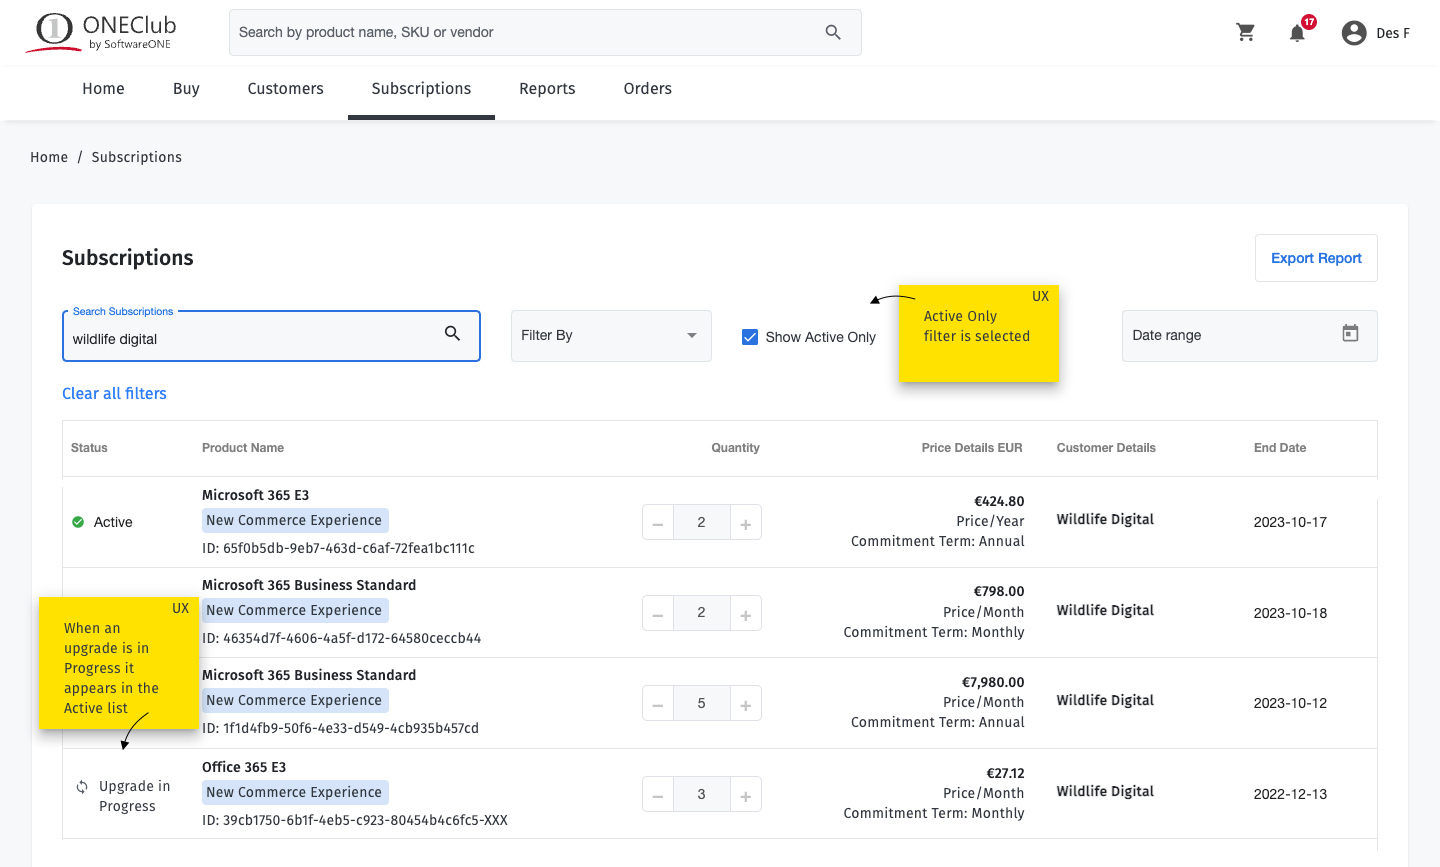 ONEClub
by SoftwareONE
Search by product name, SKU or vendor
17
Des F
Home
Buy
Customers
Subscriptions
Reports
Orders
Home / Subscriptions
Subscriptions
Export Report
Search Subscriptions
wildlife digital
Filter By
Show Active Only
UX
Active Only
filter is selected
Date range
Clear all filters
Status
Product Name
Quantity
Price Details EUR
Customer Details
End Date
Active
Microsoft 365 E3
New Commerce Experience
ID: 65f0b5db-9eb7-463d-c6af-72fea1bc111c
2
€424.80
Price/Year
Commitment Term: Annual
Wildlife Digital
2023-10-17
Microsoft 365 Business Standard
New Commerce Experience
ID: 46354d7f-4606-4a5f-d172-64580ceccb44
2
€798.00
Price/Month
Commitment Term: Monthly
Wildlife Digital
2023-10-18
UX
When an
upgrade is in
Progress it
appears in the
Active list
Microsoft 365 Business Standard
New Commerce Experience
ID: 1f1d4fb9-50f6-4e33-d549-4cb935b457cd
5
€7,980.00
Price/Month
Commitment Term: Annual
Wildlife Digital
2023-10-12
Upgrade in
Progress
Office 365 E3
New Commerce Experience
ID: 39cb1750-6b1f-4eb5-c923-80454b4c6fc5-XXX
3
€27.12
Price/Month
Commitment Term: Monthly
Wildlife Digital
2022-12-13